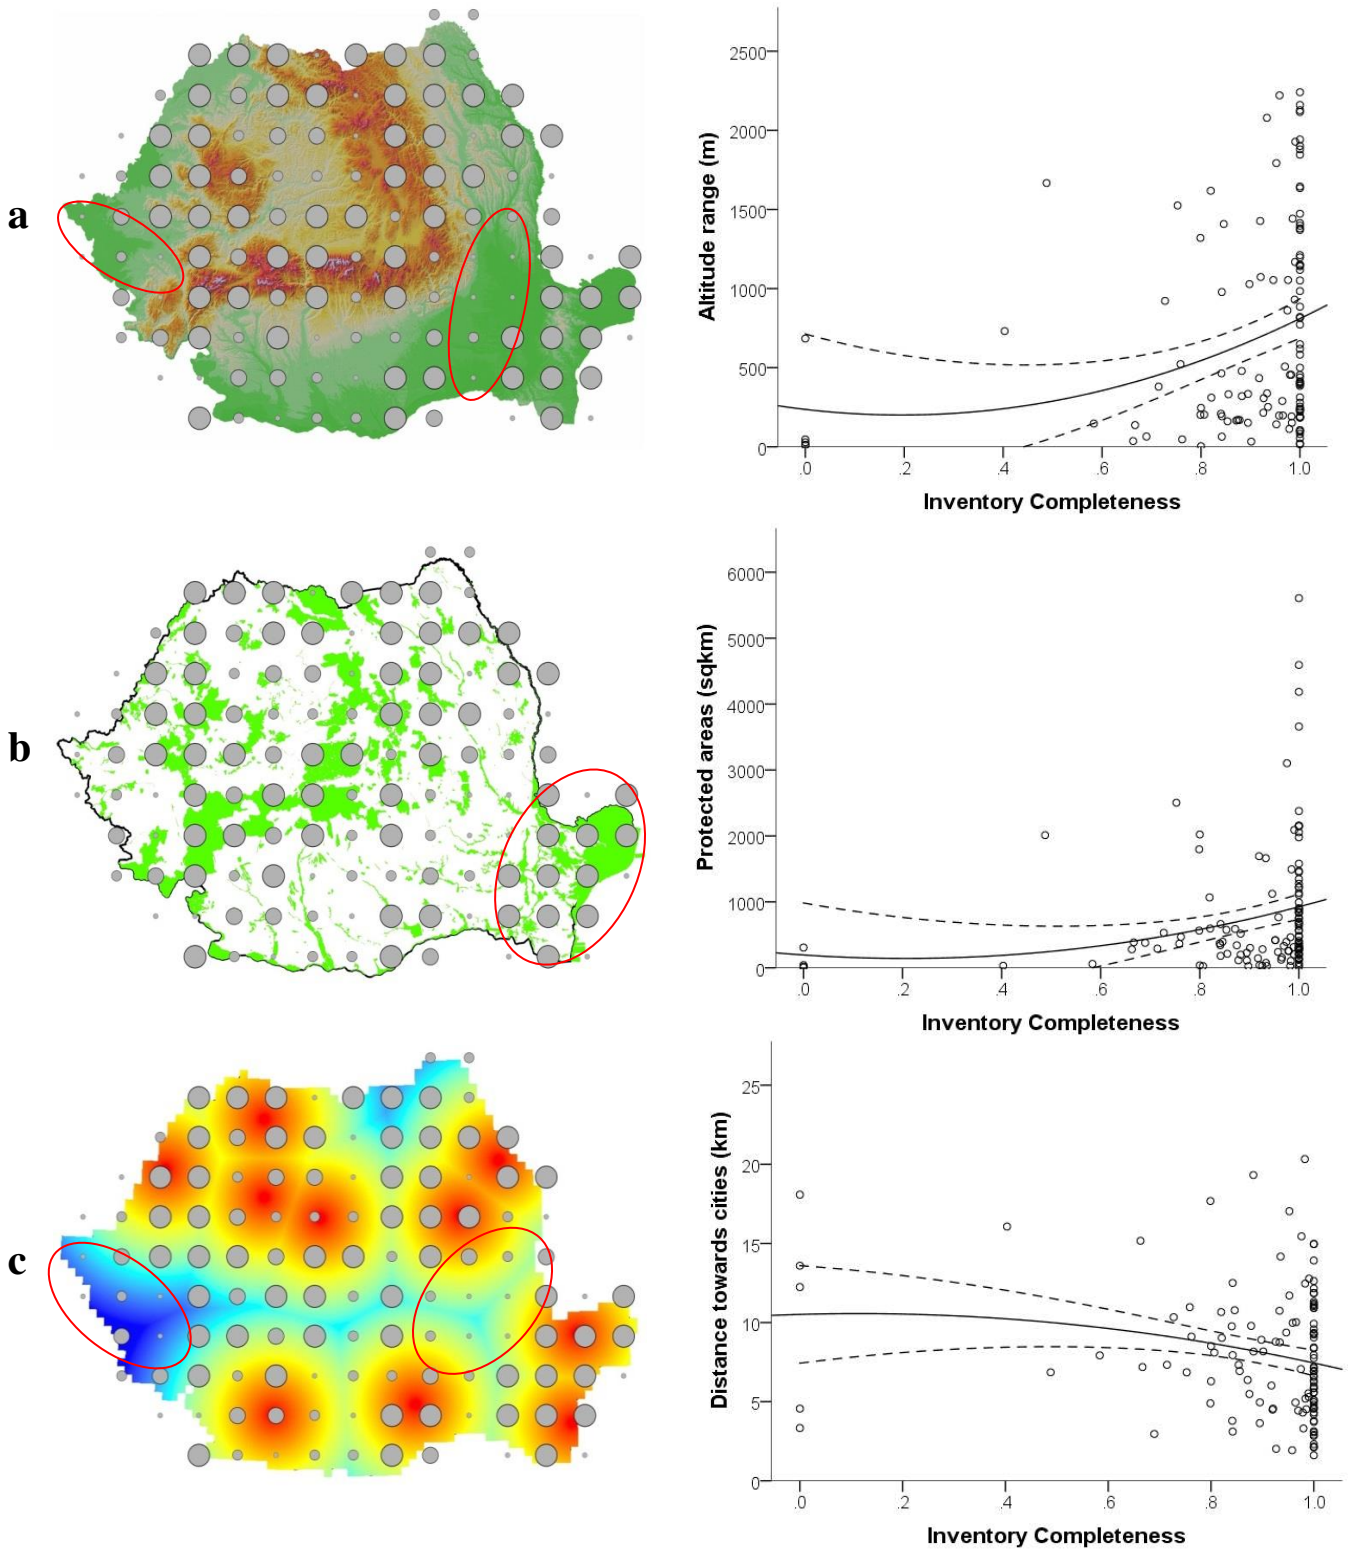 a
Altitude range (m)
2500
2000
1500
1000
500
0
.0 .2 .4 .6 .8 1.0
Inventory Completeness
b
Protected areas (sqkm)
6000
5000
4000
3000
2000
1000
0
.0 .2 .4 .6 .8 1.0
Inventory Completeness
c
Distance towards cities (km)
25
20
15
10
5
0
.0 .2 .4 .6 .8 1.0
Inventory Completeness